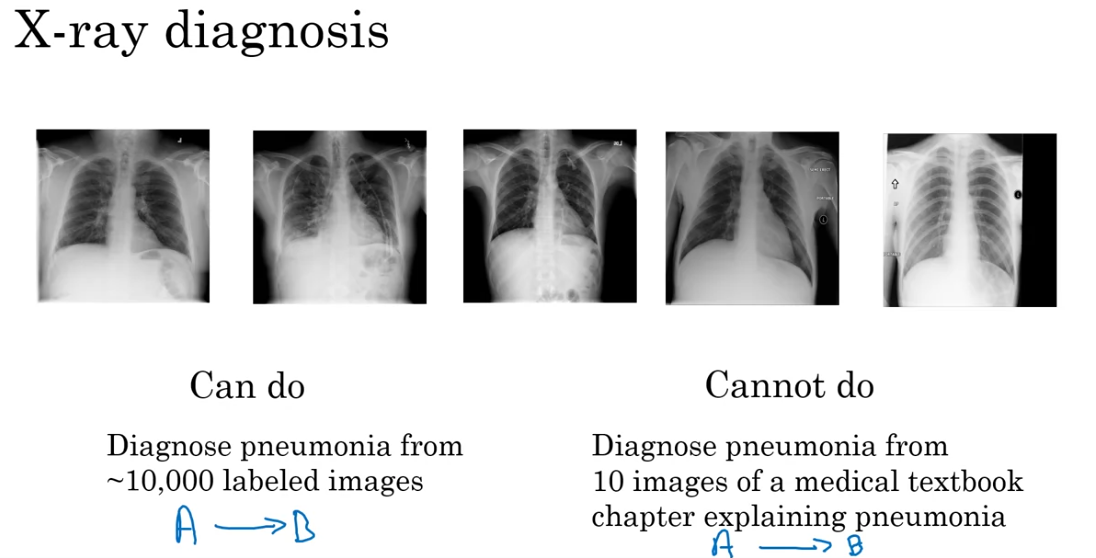 X-ray diagnosis
Can do
Diagnose pneumonia from
~10,000 labeled images
A → B
Cannot do
Diagnose pneumonia from
10 images of a medical textbook
chapter explaining pneumonia
A → B